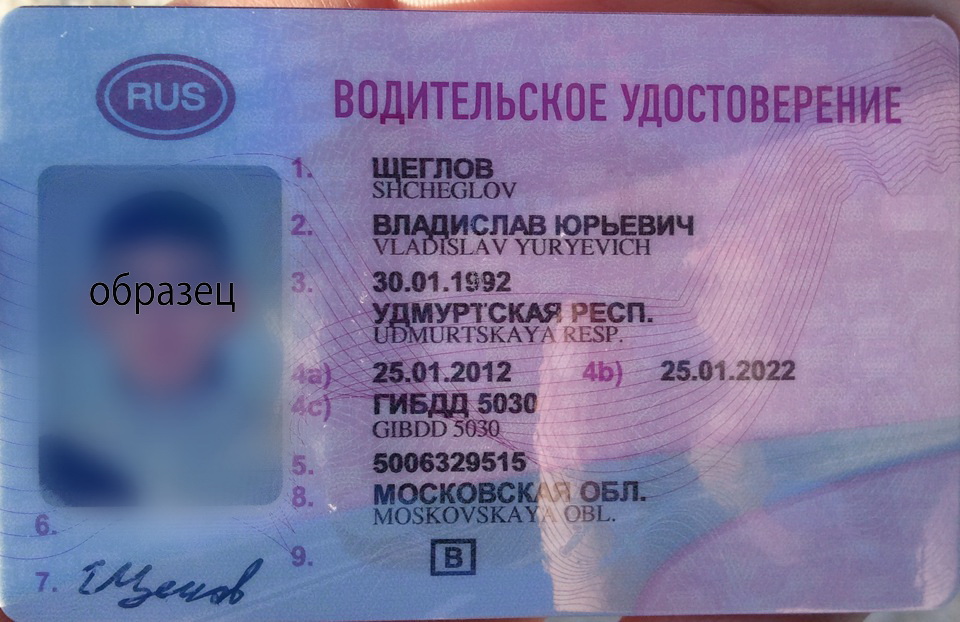 RUS
ВОДИТЕЛЬСКОЕ УДОСТОВЕРЕНИЕ
образец
1. ЩЕГЛОВ
SHCHEGLOV
2. ВЛАДИСЛАВ ЮРЬЕВИЧ
VLADISLAV YURYEVICH
3. 30.01.1992
УДМУРТСКАЯ РЕСП.
UDMURTSKAYA RESP.
4a) 25.01.2012 4b) 25.01.2022
4c) ГИБДД 5030
GIBDD 5030
5. 5006329515
8. МОСКОВСКАЯ ОБЛ.
MOSKOVSKAYA OBL.
6.
9. B
7.